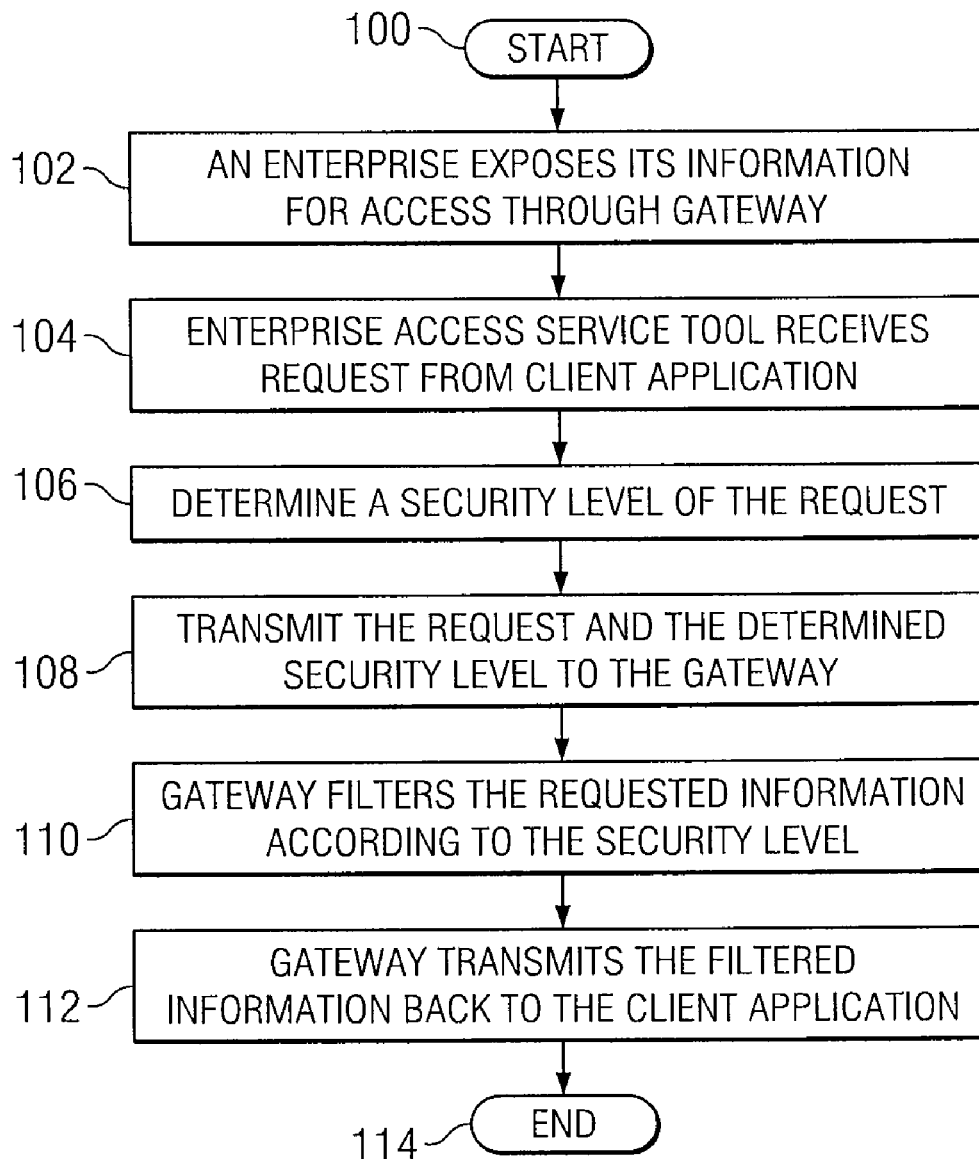 100
START
102
AN ENTERPRISE EXPOSES ITS INFORMATION
FOR ACCESS THROUGH GATEWAY
104
ENTERPRISE ACCESS SERVICE TOOL RECEIVES
REQUEST FROM CLIENT APPLICATION
106
DETERMINE A SECURITY LEVEL OF THE REQUEST
108
TRANSMIT THE REQUEST AND THE DETERMINED
SECURITY LEVEL TO THE GATEWAY
110
GATEWAY FILTERS THE REQUESTED INFORMATION
ACCORDING TO THE SECURITY LEVEL
112
GATEWAY TRANSMITS THE FILTERED
INFORMATION BACK TO THE CLIENT APPLICATION
114
END